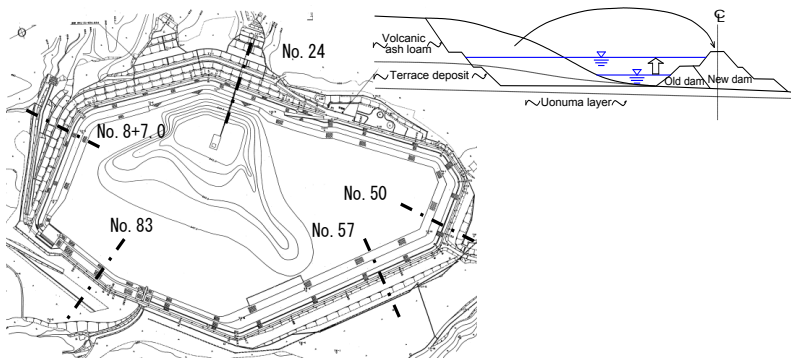 No. 24
No. 8+7.0
No. 50
No. 83
No. 57
℄
Volcanic
ash loam
Terrace deposit
Old dam
New dam
Uonuma layer